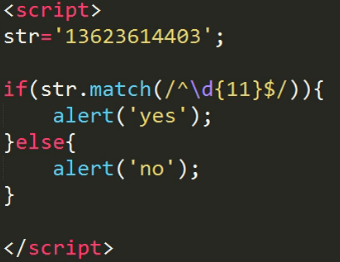 <script>
str='13623614403';
if(str.match(/^\d{11}$/)){
alert('yes');
}else{
alert('no');
}
</script>